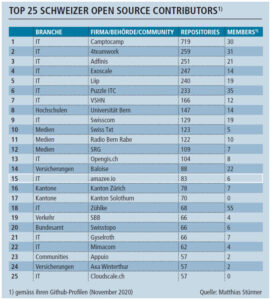 TOP 25 SCHWEIZER OPEN SOURCE CONTRIBUTORS1)
BRANCHE FIRMA/BEHÖRDE/COMMUNITY REPOSITORIES MEMBERS1)
1 IT Camptocamp 719 30
2 IT 4teamwork 259 31
3 IT Adfinis 251 21
4 IT Exoscale 247 14
5 IT Liip 240 19
6 IT Puzzle ITC 233 35
7 IT VSHN 166 12
8 Hochschulen Universität Bern 147 14
9 IT Swisscom 129 19
10 Medien Swiss Txt 123 5
11 Medien Radio Bern Rabe 122 10
12 Medien SRG 109 7
13 IT Opengis.ch 104 8
14 Versicherungen Baloise 88 22
15 IT amazee.io 83 6
16 Kantone Kanton Zürich 78 7
17 Kantone Kanton Solothurn 70 0
18 IT Zühlke 68 55
19 Verkehr SBB 66 4
20 Bundesamt Swisstopo 66 6
21 IT Gyselroth 66 7
22 IT Mimacom 62 4
23 Communities Appuio 57 2
24 Versicherungen Axa Winterthur 57 2
25 IT Cloudscale.ch 57 0
1) gemäss ihren Github-Profilen (November 2020) Quelle: Matthias Stürmer